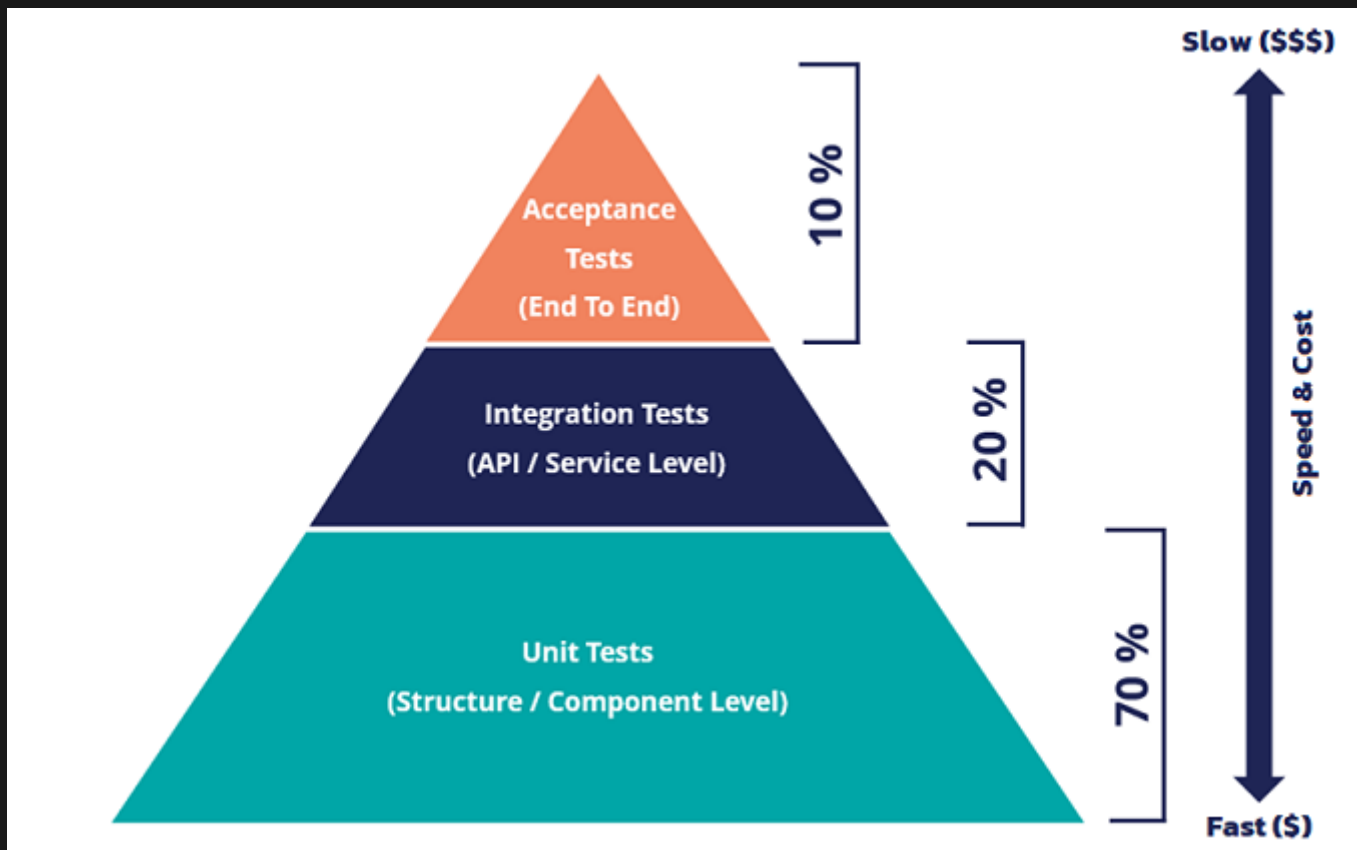 Slow ($$$)
10 %
Acceptance
Tests
(End To End)
Speed & Cost
20 %
Integration Tests
(API / Service Level)
70 %
Unit Tests
(Structure / Component Level)
Fast ($)